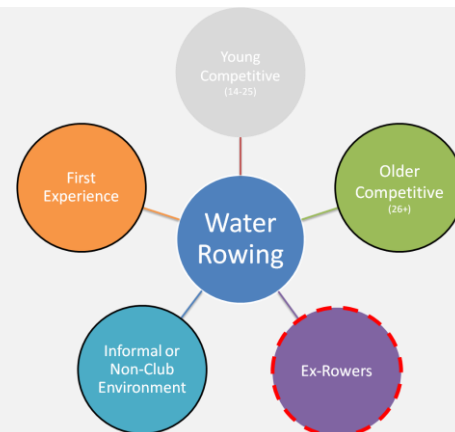 Young
Competitive
(14-25)
First
Experience
Older
Competitive
(26+)
Water
Rowing
Informal or
Non-Club
Environment
Ex-Rowers